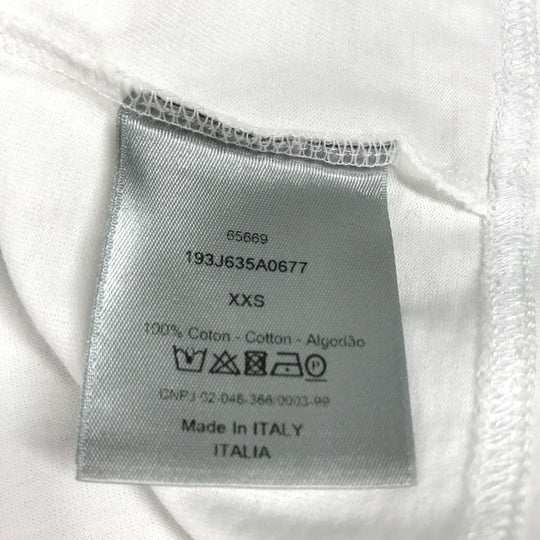 65669
193J635A0677
XXS
100% Coton - Cotton - Algodão
CNPJ 02-046-366/0003-99
Made In ITALY
ITALIA